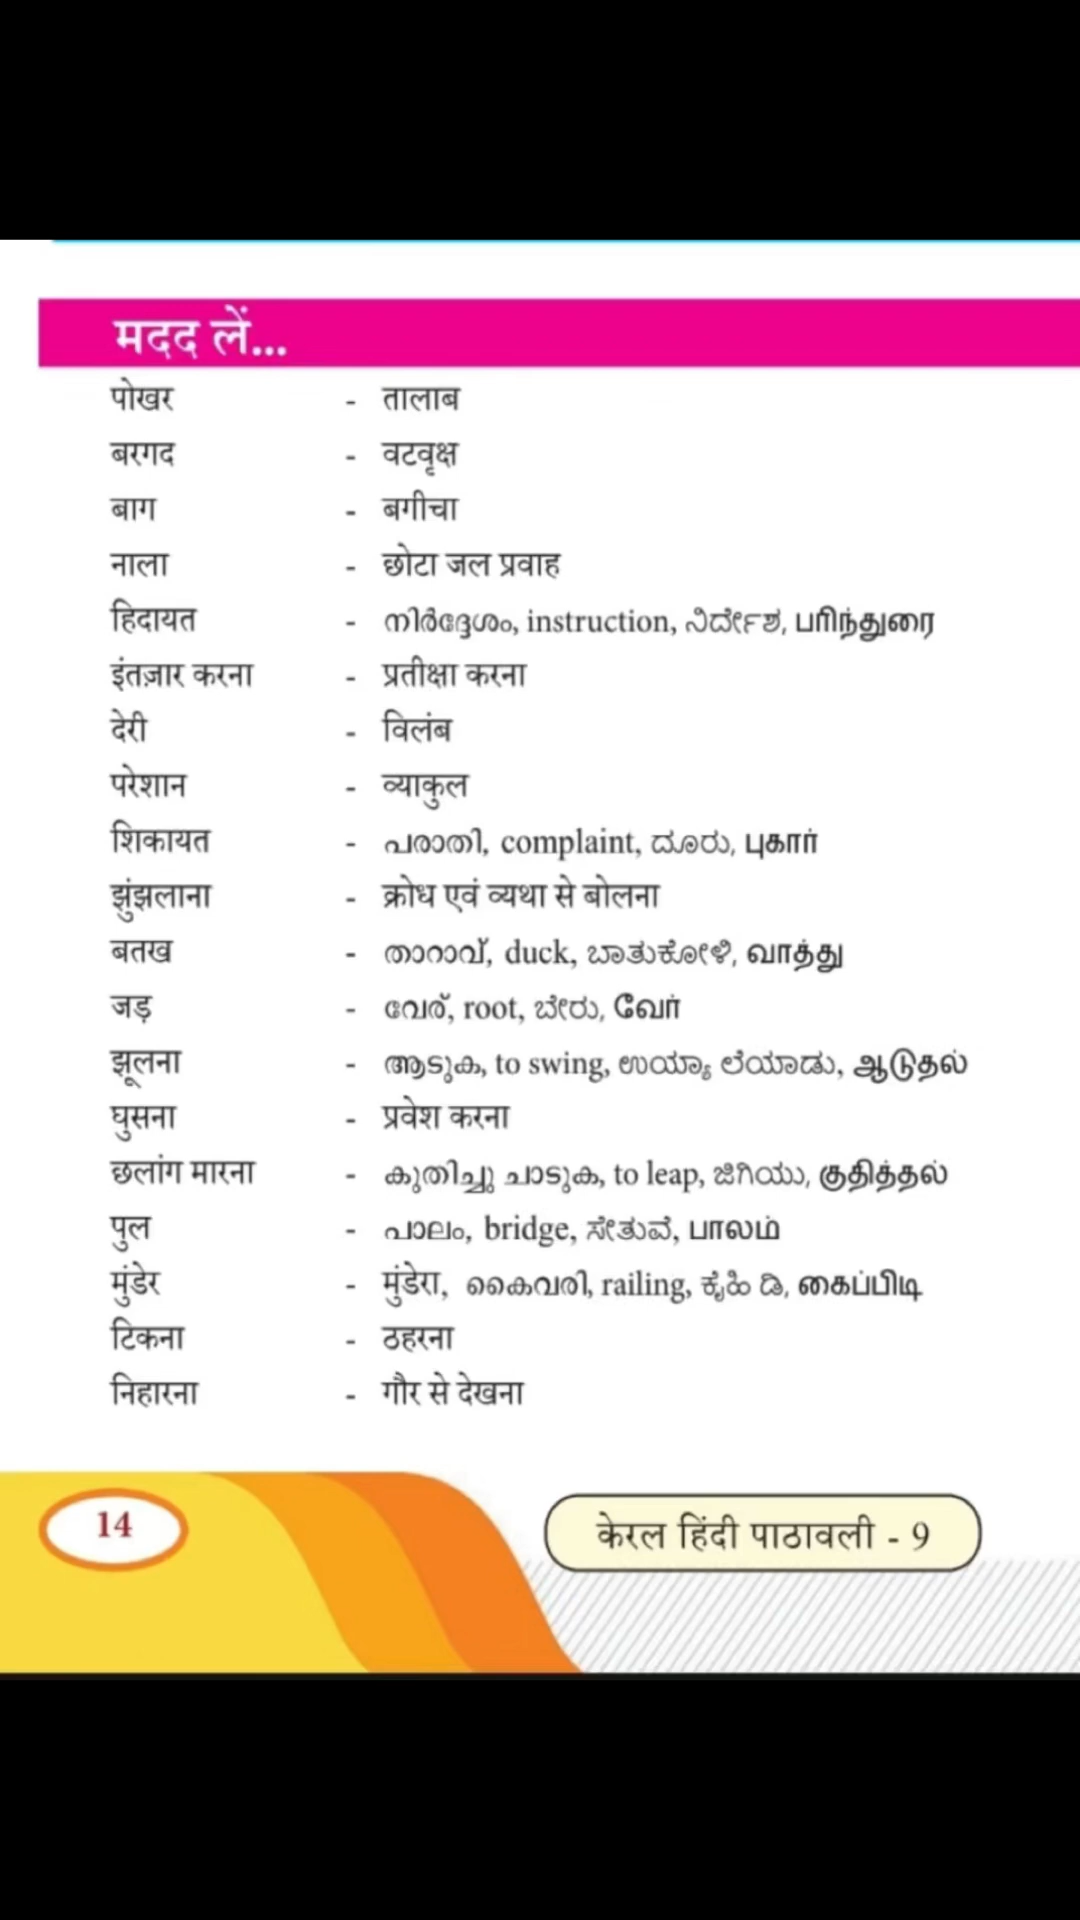 मदद लें...
पोखर - तालाब
बरगद - वटवृक्ष
बाग - बगीचा
नाला - छोटा जल प्रवाह
हिदायत - നിർദ്ദേശം, instruction, ನಿರ್ದೇಶ, பரிந்துரை
इंतज़ार करना - प्रतीक्षा करना
देरी - विलंब
परेशान - व्याकुल
शिकायत - പരാതി, complaint, ದೂರು, புகார்
झुंझलाना - क्रोध एवं व्यथा से बोलना
बतख - താറാവ്, duck, ಬಾತುಕೋಳಿ, வாத்து
जड़ - വേര്, root, ಬೇರು, வேர்
झूलना - ആടുക, to swing, ಉಯ್ಯಾ ಲೆಯಾಡು, ஆடுதல்
घुसना - प्रवेश करना
छलांग मारना - കുതിച്ചു ചാടുക, to leap, ಜಿಗಿಯು, குதித்தல்
पुल - പാലം, bridge, ಸೇತುವೆ, பாலம்
मुंडेर - मुंडेरा, കൈവരി, railing, ಕೈಹಿ ಡಿ, கைப்பிடி
टिकना - ठहरना
निहारना - गौर से देखना
14
केरल हिंदी पाठावली - 9